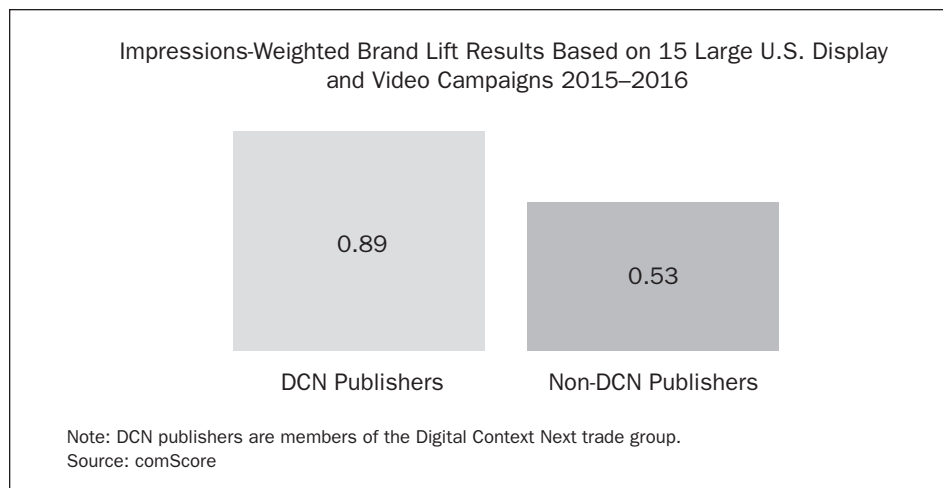 Impressions-Weighted Brand Lift Results Based on 15 Large U.S. Display
and Video Campaigns 2015–2016
0.89
0.53
DCN Publishers
Non-DCN Publishers
Note: DCN publishers are members of the Digital Context Next trade group.
Source: comScore